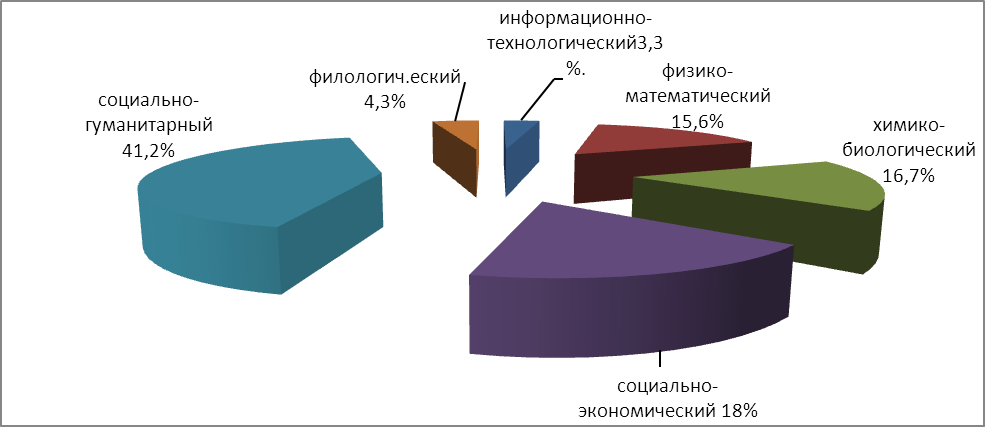 информационно-
технологический3,3
%.
филологич.еский
4,3%
физико-
математический
15,6%
социально-
гуманитарный
41,2%
химико-
биологический
16,7%
социально-
экономический 18%